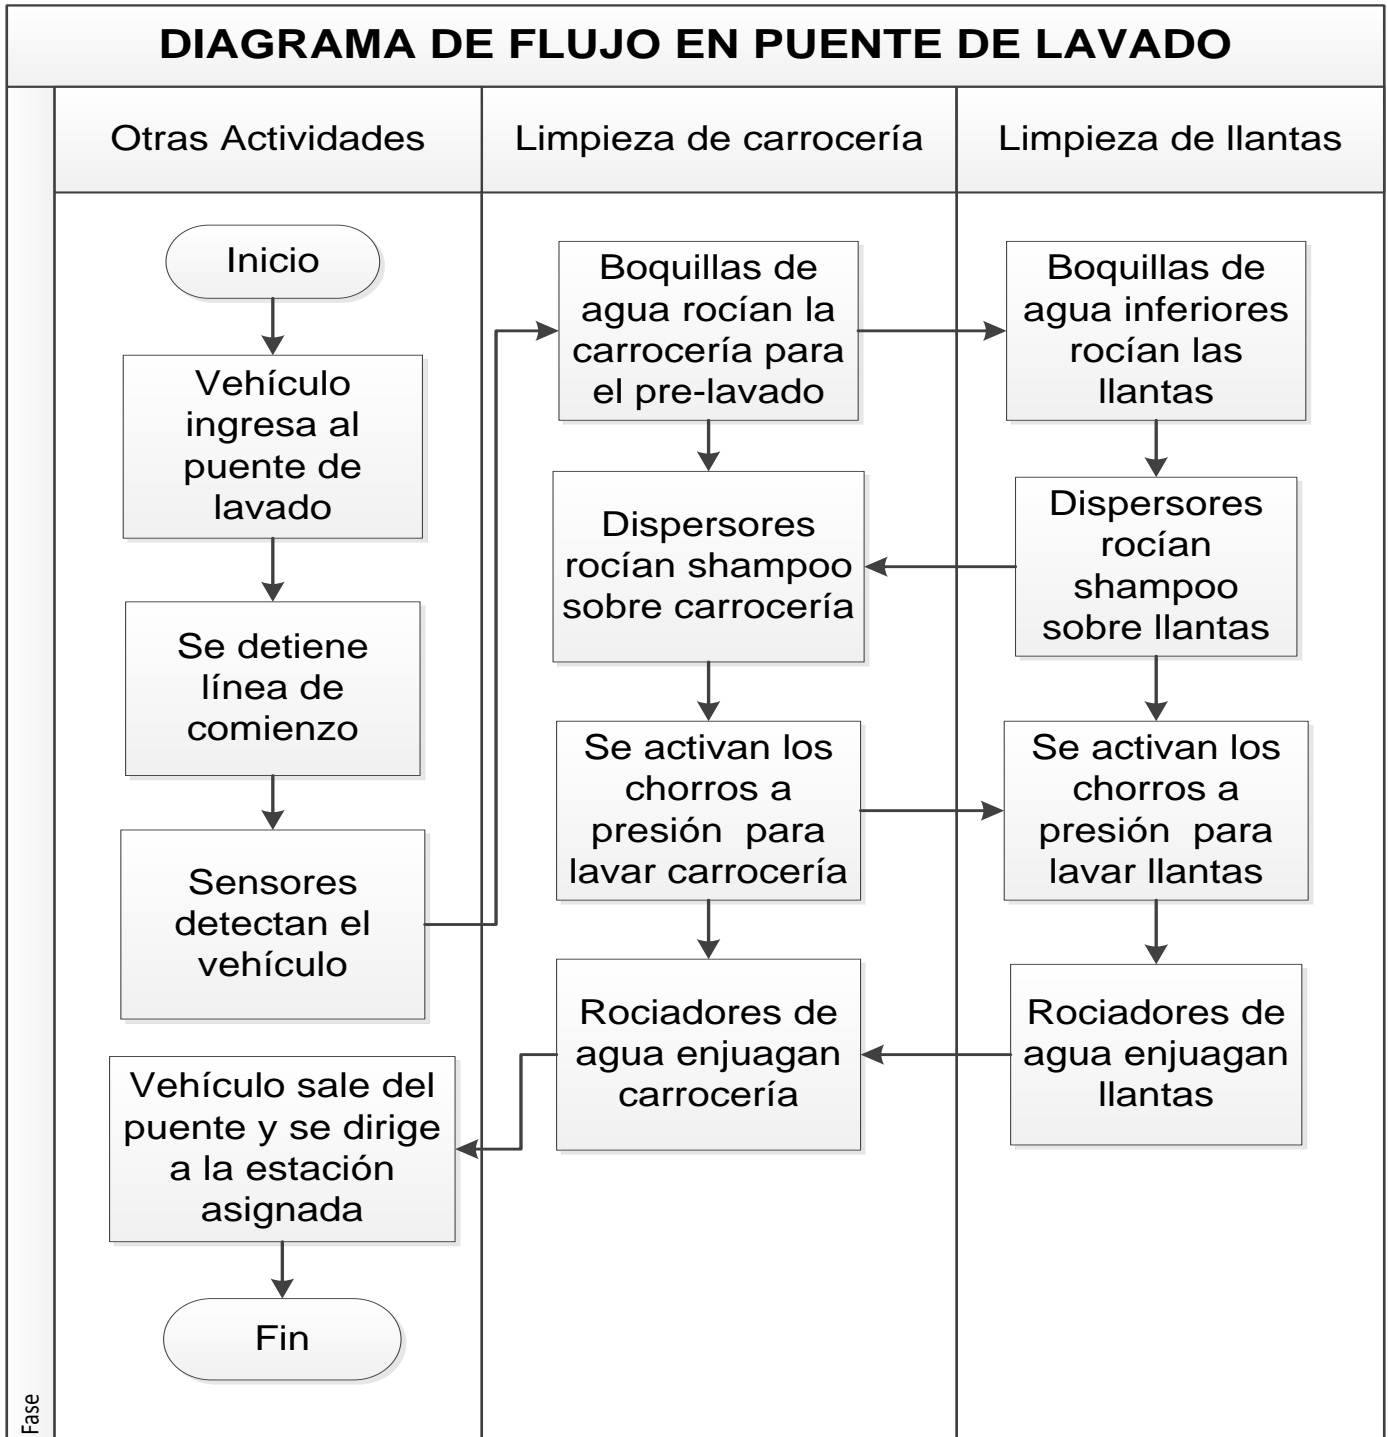 DIAGRAMA DE FLUJO EN PUENTE DE LAVADO
Otras Actividades
Limpieza de carrocería
Limpieza de llantas
Inicio
Vehículo
ingresa al
puente de
lavado
Se detiene
línea de
comienzo
Sensores
detectan el
vehículo
Vehículo sale del
puente y se dirige
a la estación
asignada
Fin
Boquillas de
agua rocían la
carrocería para
el pre-lavado
Dispersores
rocían shampoo
sobre carrocería
Se activan los
chorros a
presión para
lavar carrocería
Rociadores de
agua enjuagan
carrocería
Boquillas de
agua inferiores
rocían las
llantas
Dispersores
rocían
shampoo
sobre llantas
Se activan los
chorros a
presión para
lavar llantas
Rociadores de
agua enjuagan
llantas
Fase